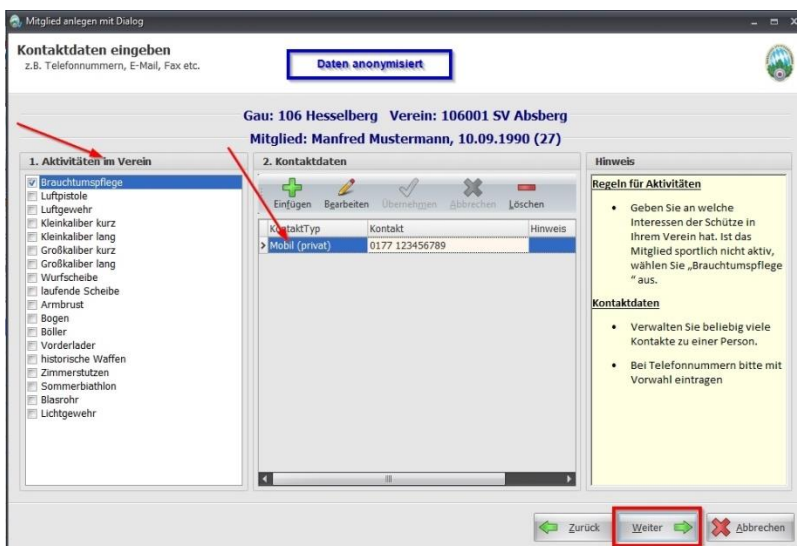 Mitglied anlegen mit Dialog
Kontaktdaten eingeben
z.B. Telefonnummern, E-Mail, Fax etc.
Daten anonymisiert
Gau: 106 Hesselberg Verein: 106001 SV Absberg
Mitglied: Manfred Mustermann, 10.09.1990 (27)
1. Aktivitäten im Verein
Brauchtumspflege
Luftpistole
Luftgewehr
Kleinkaliber kurz
Kleinkaliber lang
Großkaliber kurz
Großkaliber lang
Wurfscheibe
laufende Scheibe
Armbrust
Bogen
Böller
Vorderlader
historische Waffen
Zimmerstutzen
Sommerbiathlon
Blasrohr
Lichtgewehr
2. Kontaktdaten
Einfügen Bearbeiten Übernehmen Abbrechen Löschen
KontaktTyp Kontakt Hinweis
Mobil (privat) 0177 123456789
Hinweis
Regeln für Aktivitäten
• Geben Sie an welche
Interessen der Schütze in
Ihrem Verein hat. Ist das
Mitglied sportlich nicht aktiv,
wählen Sie „Brauchtumspflege
“ aus.
Kontaktdaten
• Verwalten Sie beliebig viele
Kontakte zu einer Person.
• Bei Telefonnummern bitte mit
Vorwahl eintragen
Zurück Weiter Abbrechen